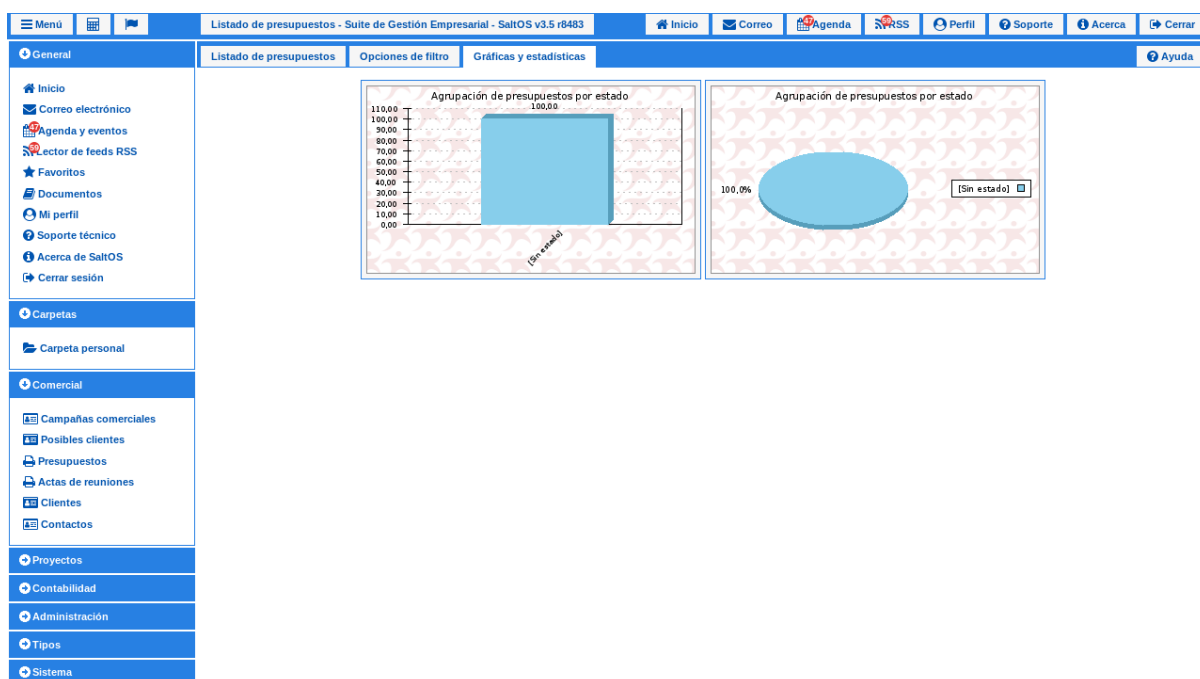 Menú
Listado de presupuestos - Suite de Gestión Empresarial - SaltOS v3.5 r8483
Inicio
Correo
47
Agenda
59
RSS
Perfil
Soporte
Acerca
Cerrar
General
Inicio
Correo electrónico
47
Agenda y eventos
59
Lector de feeds RSS
Favoritos
Documentos
Mi perfil
Soporte técnico
Acerca de SaltOS
Cerrar sesión
Carpetas
Carpeta personal
Comercial
Campañas comerciales
Posibles clientes
Presupuestos
Actas de reuniones
Clientes
Contactos
Proyectos
Contabilidad
Administración
Tipos
Sistema
Listado de presupuestos
Opciones de filtro
Gráficas y estadísticas
Ayuda
Agrupación de presupuestos por estado
100,00
110,00
100,00
90,00
80,00
70,00
60,00
50,00
40,00
30,00
20,00
10,00
0,00
[Sin estado]
Agrupación de presupuestos por estado
100,0%
[Sin estado]